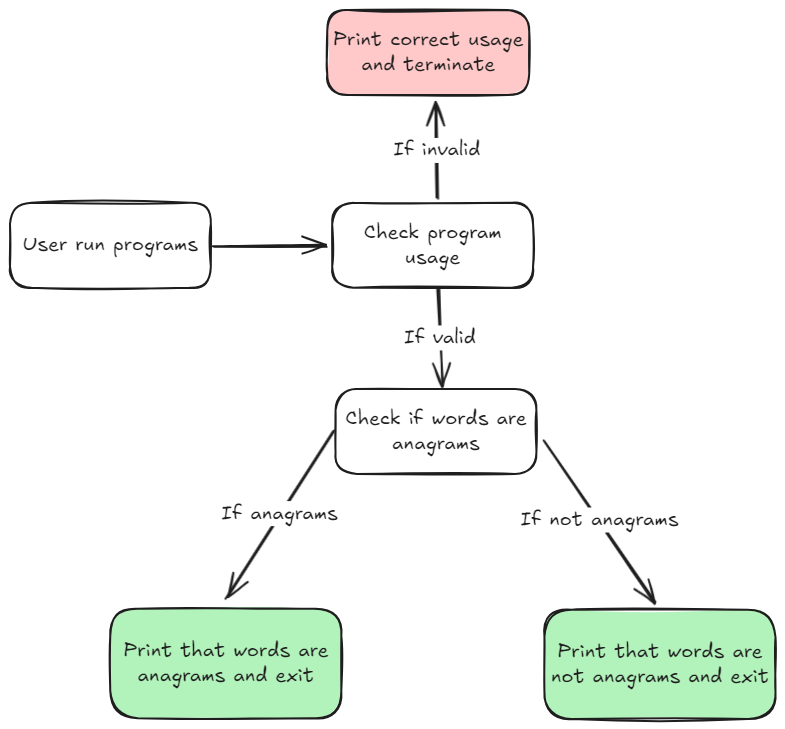 Print correct usage
and terminate
If invalid
User run programs
Check program
usage
If valid
Check if words are
anagrams
If anagrams
If not anagrams
Print that words are
anagrams and exit
Print that words are
not anagrams and exit